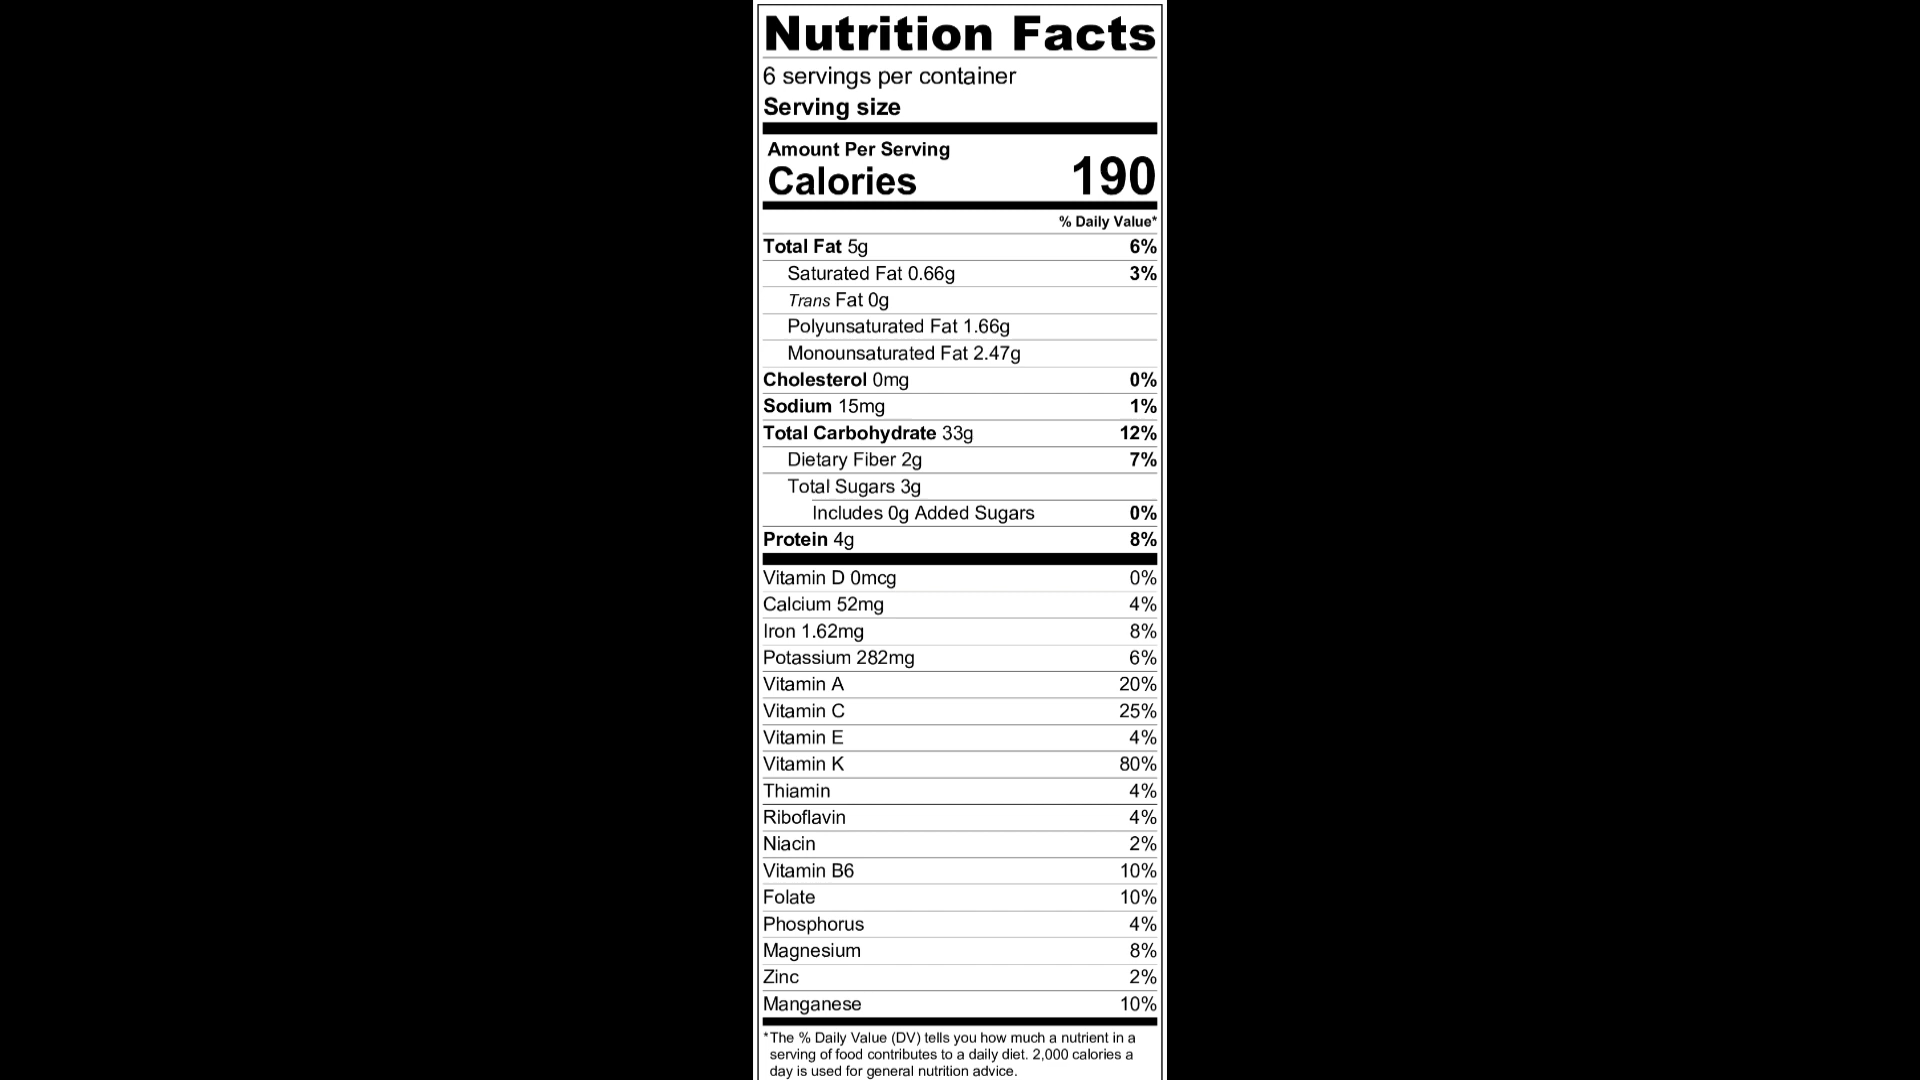 Nutrition Facts
6 servings per container
Serving size
Amount Per Serving
Calories 190
% Daily Value*
Total Fat 5g 6%
Saturated Fat 0.66g 3%
Trans Fat 0g
Polyunsaturated Fat 1.66g
Monounsaturated Fat 2.47g
Cholesterol 0mg 0%
Sodium 15mg 1%
Total Carbohydrate 33g 12%
Dietary Fiber 2g 7%
Total Sugars 3g
Includes 0g Added Sugars 0%
Protein 4g 8%
Vitamin D 0mcg 0%
Calcium 52mg 4%
Iron 1.62mg 8%
Potassium 282mg 6%
Vitamin A 20%
Vitamin C 25%
Vitamin E 4%
Vitamin K 80%
Thiamin 4%
Riboflavin 4%
Niacin 2%
Vitamin B6 10%
Folate 10%
Phosphorus 4%
Magnesium 8%
Zinc 2%
Manganese 10%
*The % Daily Value (DV) tells you how much a nutrient in a
serving of food contributes to a daily diet. 2,000 calories a
day is used for general nutrition advice.